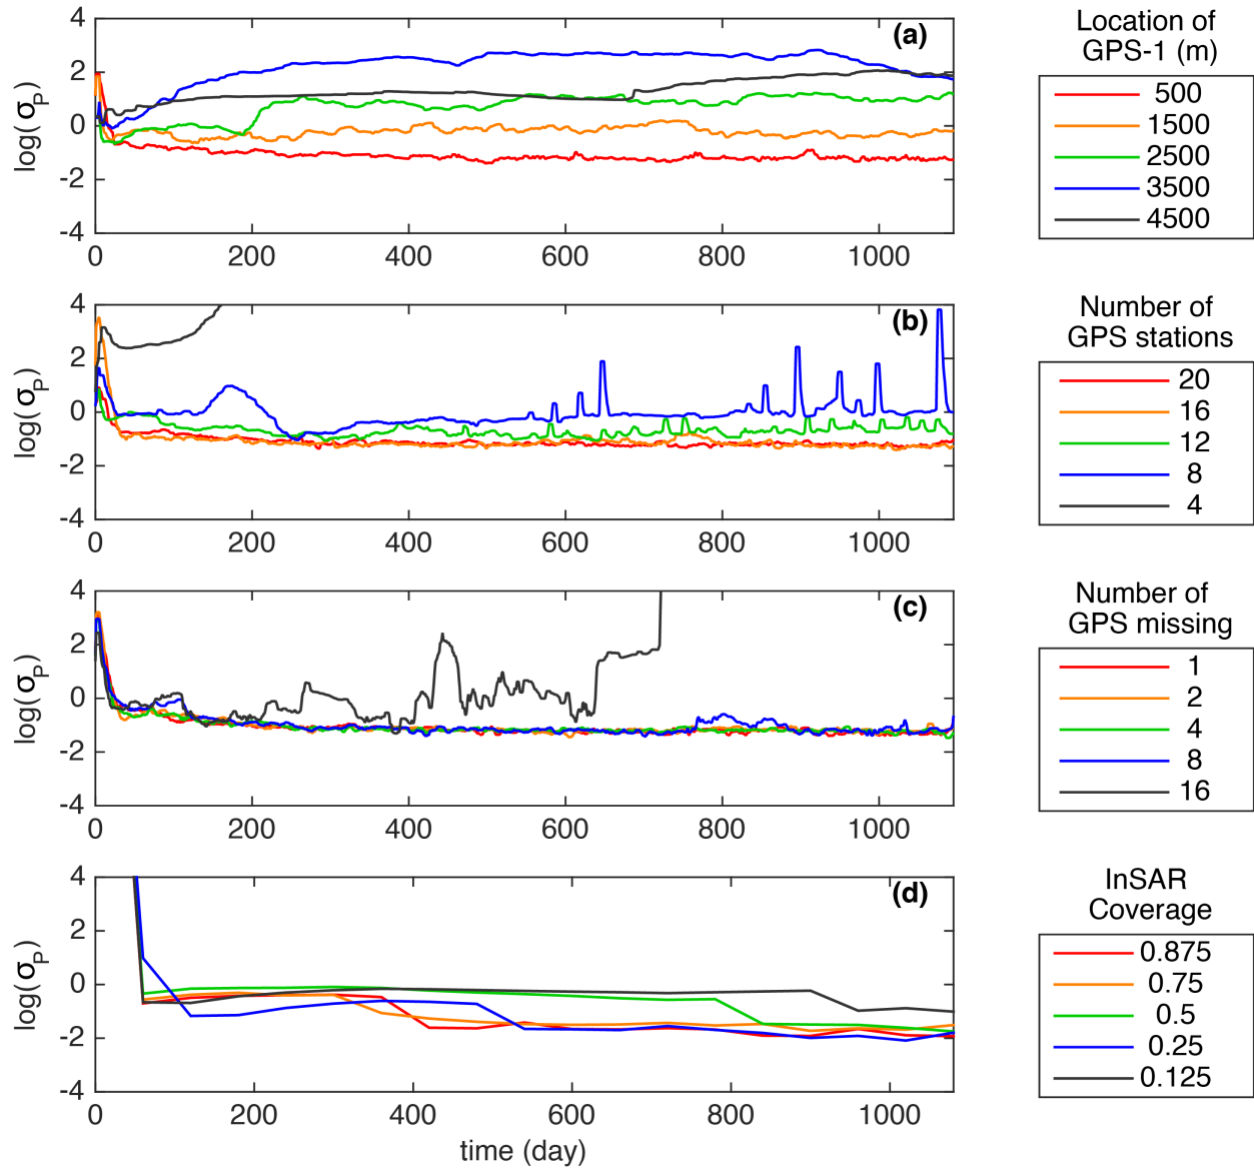 (a)
4
2
0
-2
-4
log(σP)
0 200 400 600 800 1000
Location of
GPS-1 (m)
500
1500
2500
3500
4500
(b)
4
2
0
-2
-4
log(σP)
0 200 400 600 800 1000
Number of
GPS stations
20
16
12
8
4
(c)
4
2
0
-2
-4
log(σP)
0 200 400 600 800 1000
Number of
GPS missing
1
2
4
8
16
(d)
4
2
0
-2
-4
log(σP)
0 200 400 600 800 1000
time (day)
InSAR
Coverage
0.875
0.75
0.5
0.25
0.125